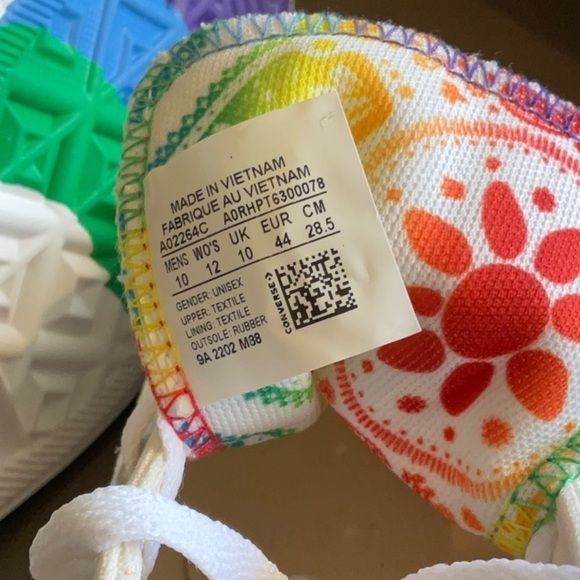 MADE IN VIETNAM
FABRIQUE AU VIETNAM
A02264C A0RHPT6300078
MENS WO'S UK EUR CM
10 12 10 44 28.5
GENDER: UNISEX
UPPER: TEXTILE
LINING: TEXTILE
OUTSOLE: RUBBER
9A 2202 M38
CONVERSE